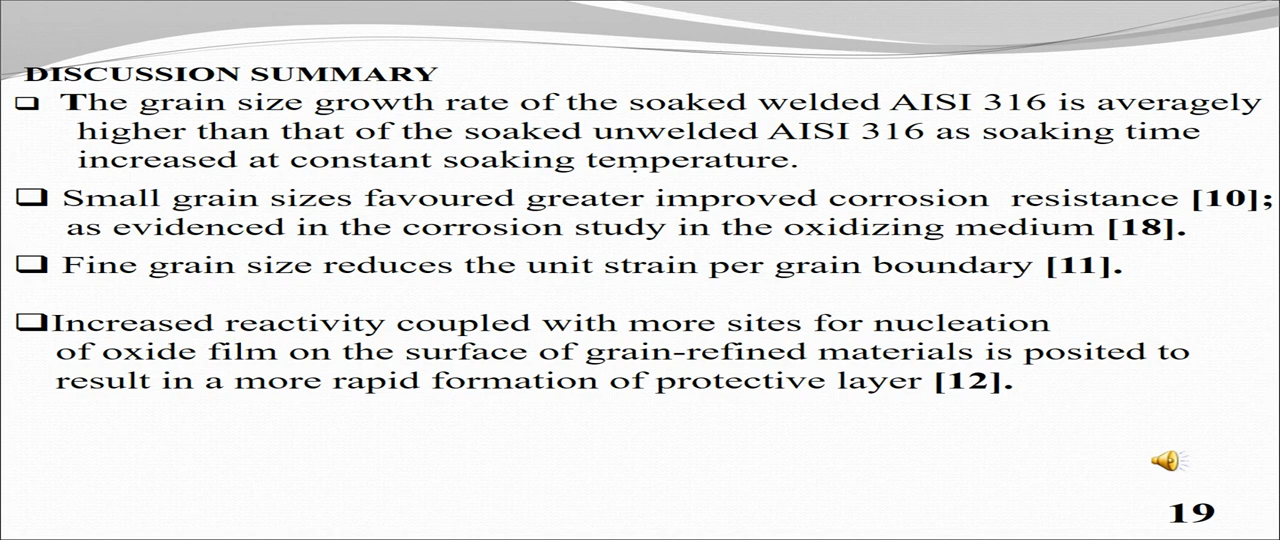 DISCUSSION SUMMARY
❑ The grain size growth rate of the soaked welded AISI 316 is averagely
higher than that of the soaked unwelded AISI 316 as soaking time
increased at constant soaking temperature.
❑ Small grain sizes favoured greater improved corrosion resistance [10];
as evidenced in the corrosion study in the oxidizing medium [18].
❑ Fine grain size reduces the unit strain per grain boundary [11].
❑Increased reactivity coupled with more sites for nucleation
of oxide film on the surface of grain-refined materials is posited to
result in a more rapid formation of protective layer [12].
19